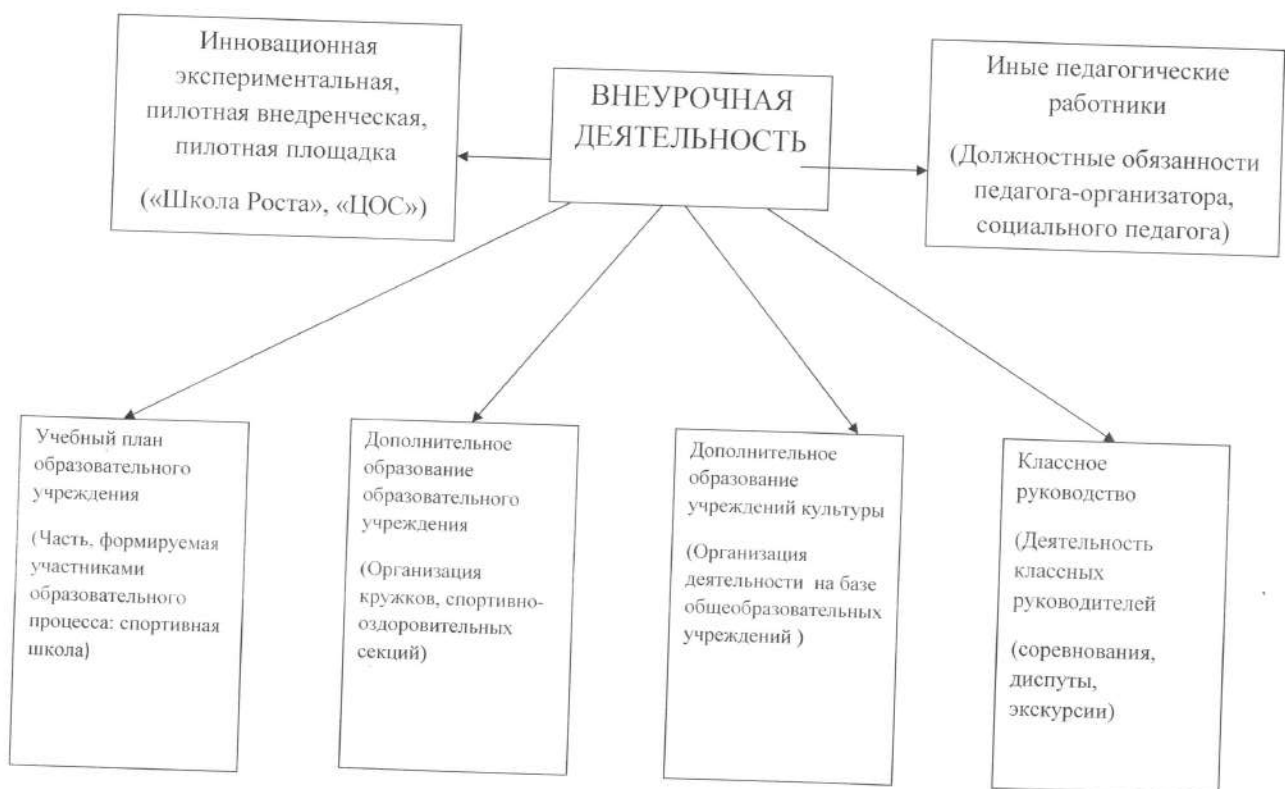 Инновационная
экспериментальная,
пилотная внедренческая,
пилотная площадка
(«Школа Роста», «ЦОС»)
ВНЕУРОЧНАЯ
ДЕЯТЕЛЬНОСТЬ
Иные педагогические
работники
(Должностные обязанности
педагога-организатора,
социального педагога)
Учебный план
образовательного
учреждения
(Часть, формируемая
участниками
образовательного
процесса: спортивная
школа)
Дополнительное
образование
образовательного
учреждения
(Организация
кружков, спортивно-
оздоровительных
секций)
Дополнительное
образование
учреждений культуры
(Организация
деятельности на базе
общеобразовательных
учреждений )
Классное
руководство
(Деятельность
классных
руководителей
(соревнования,
диспуты,
экскурсии)